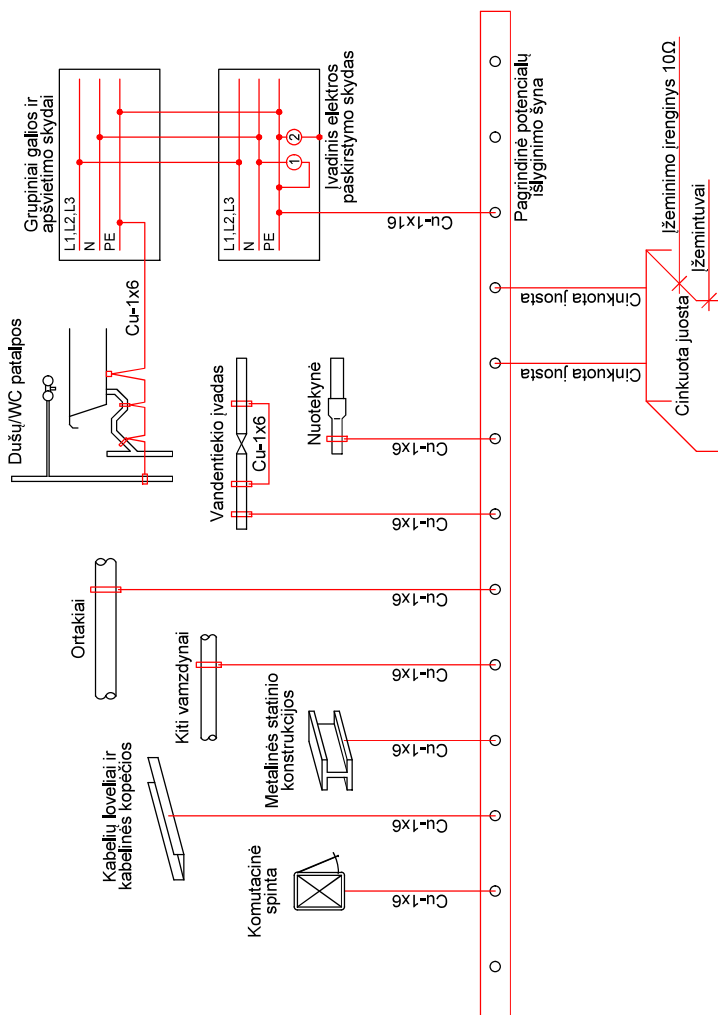 Kabelių loveliai ir
kabelinės kopėčios
Ortakiai
Dušų/WC patalpos
Grupiniai galios ir
apšvietimo skydai
L1,L2,L3
N
PE
Cu-1x6
Komutacinė
spinta
Metalinės statinio
konstrukcijos
Kiti vamzdynai
Vandentiekio įvadas
Cu-1x6
Nuotekynė
L1,L2,L3
N
PE
1
2
Įvadinis elektros
paskirstymo skydas
Cu-1x6
Cu-1x6
Cu-1x6
Cu-1x6
Cu-1x6
Cu-1x6
Cu-1x6
Cu-1x16
Pagrindinė potencialų
išlyginimo šyna
Cinkuota juosta
Cinkuota juosta
Cinkuota juosta
Įžeminimo įrenginys 10Ω
Įžemintuvai